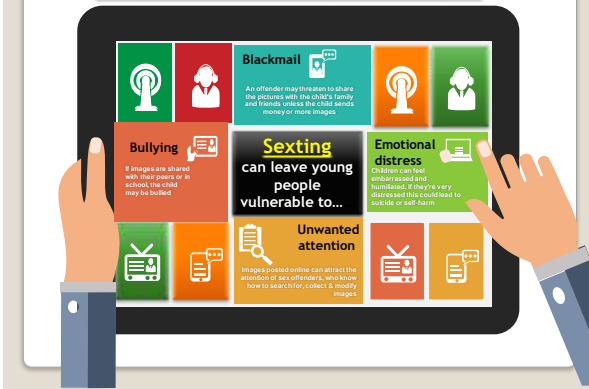 Blackmail
An offender may threaten to share
the pictures with the child's family
and friends unless the child sends
money or more images
Bullying
If images are shared
with their peers or in
school, the child
may be bullied
Sexting
can leave young
people
vulnerable to...
Emotional
distress
Children can feel
embarrassed and
humiliated. If they're very
distressed this could lead to
suicide or self-harm
Unwanted
attention
Images posted online can attract the
attention of sex offenders, who know
how to search for, collect & modify
images